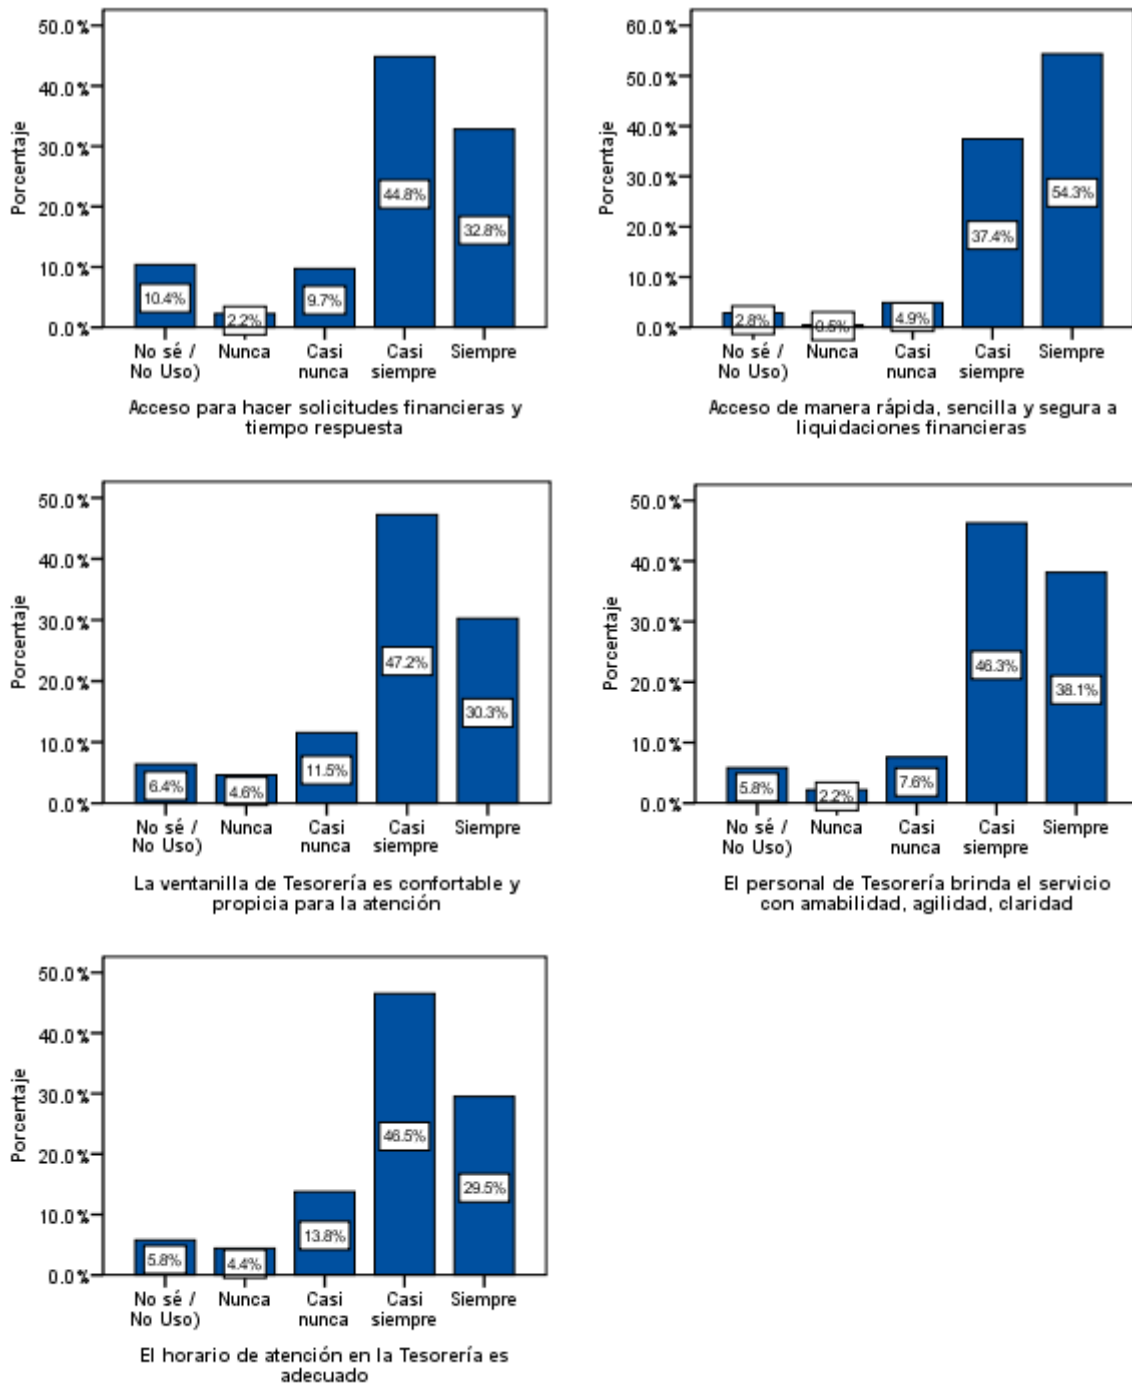 50.0%
40.0%
30.0%
20.0%
10.0%
0.0%
Porcentaje
10.4%
2.2%
9.7%
44.8%
32.8%
No sé / Nunca Casi Casi Siempre
No Uso) nunca siempre
Acceso para hacer solicitudes financieras y
tiempo respuesta
60.0%
50.0%
40.0%
30.0%
20.0%
10.0%
0.0%
Porcentaje
2.8%
0.5%
4.9%
37.4%
54.3%
No sé / Nunca Casi Casi Siempre
No Uso) nunca siempre
Acceso de manera rápida, sencilla y segura a
liquidaciones financieras
50.0%
40.0%
30.0%
20.0%
10.0%
0.0%
Porcentaje
6.4%
4.6%
11.5%
47.2%
30.3%
No sé / Nunca Casi Casi Siempre
No Uso) nunca siempre
La ventanilla de Tesorería es confortable y
propicia para la atención
50.0%
40.0%
30.0%
20.0%
10.0%
0.0%
Porcentaje
5.8%
2.2%
7.6%
46.3%
38.1%
No sé / Nunca Casi Casi Siempre
No Uso) nunca siempre
El personal de Tesorería brinda el servicio
con amabilidad, agilidad, claridad
50.0%
40.0%
30.0%
20.0%
10.0%
0.0%
Porcentaje
5.8%
4.4%
13.8%
46.5%
29.5%
No sé / Nunca Casi Casi Siempre
No Uso) nunca siempre
El horario de atención en la Tesorería es
adecuado